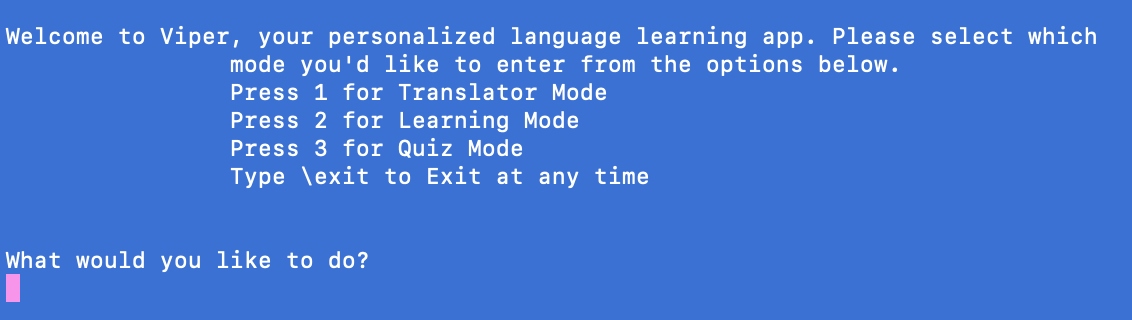 Welcome to Viper, your personalized language learning app. Please select which
mode you'd like to enter from the options below.
Press 1 for Translator Mode
Press 2 for Learning Mode
Press 3 for Quiz Mode
Type \exit to Exit at any time
What would you like to do?